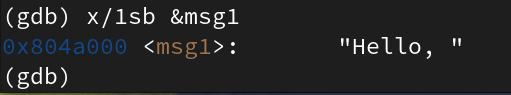 (gdb) x/1sb &msg1
0x804a000 <msg1>:       "Hello, "
(gdb)